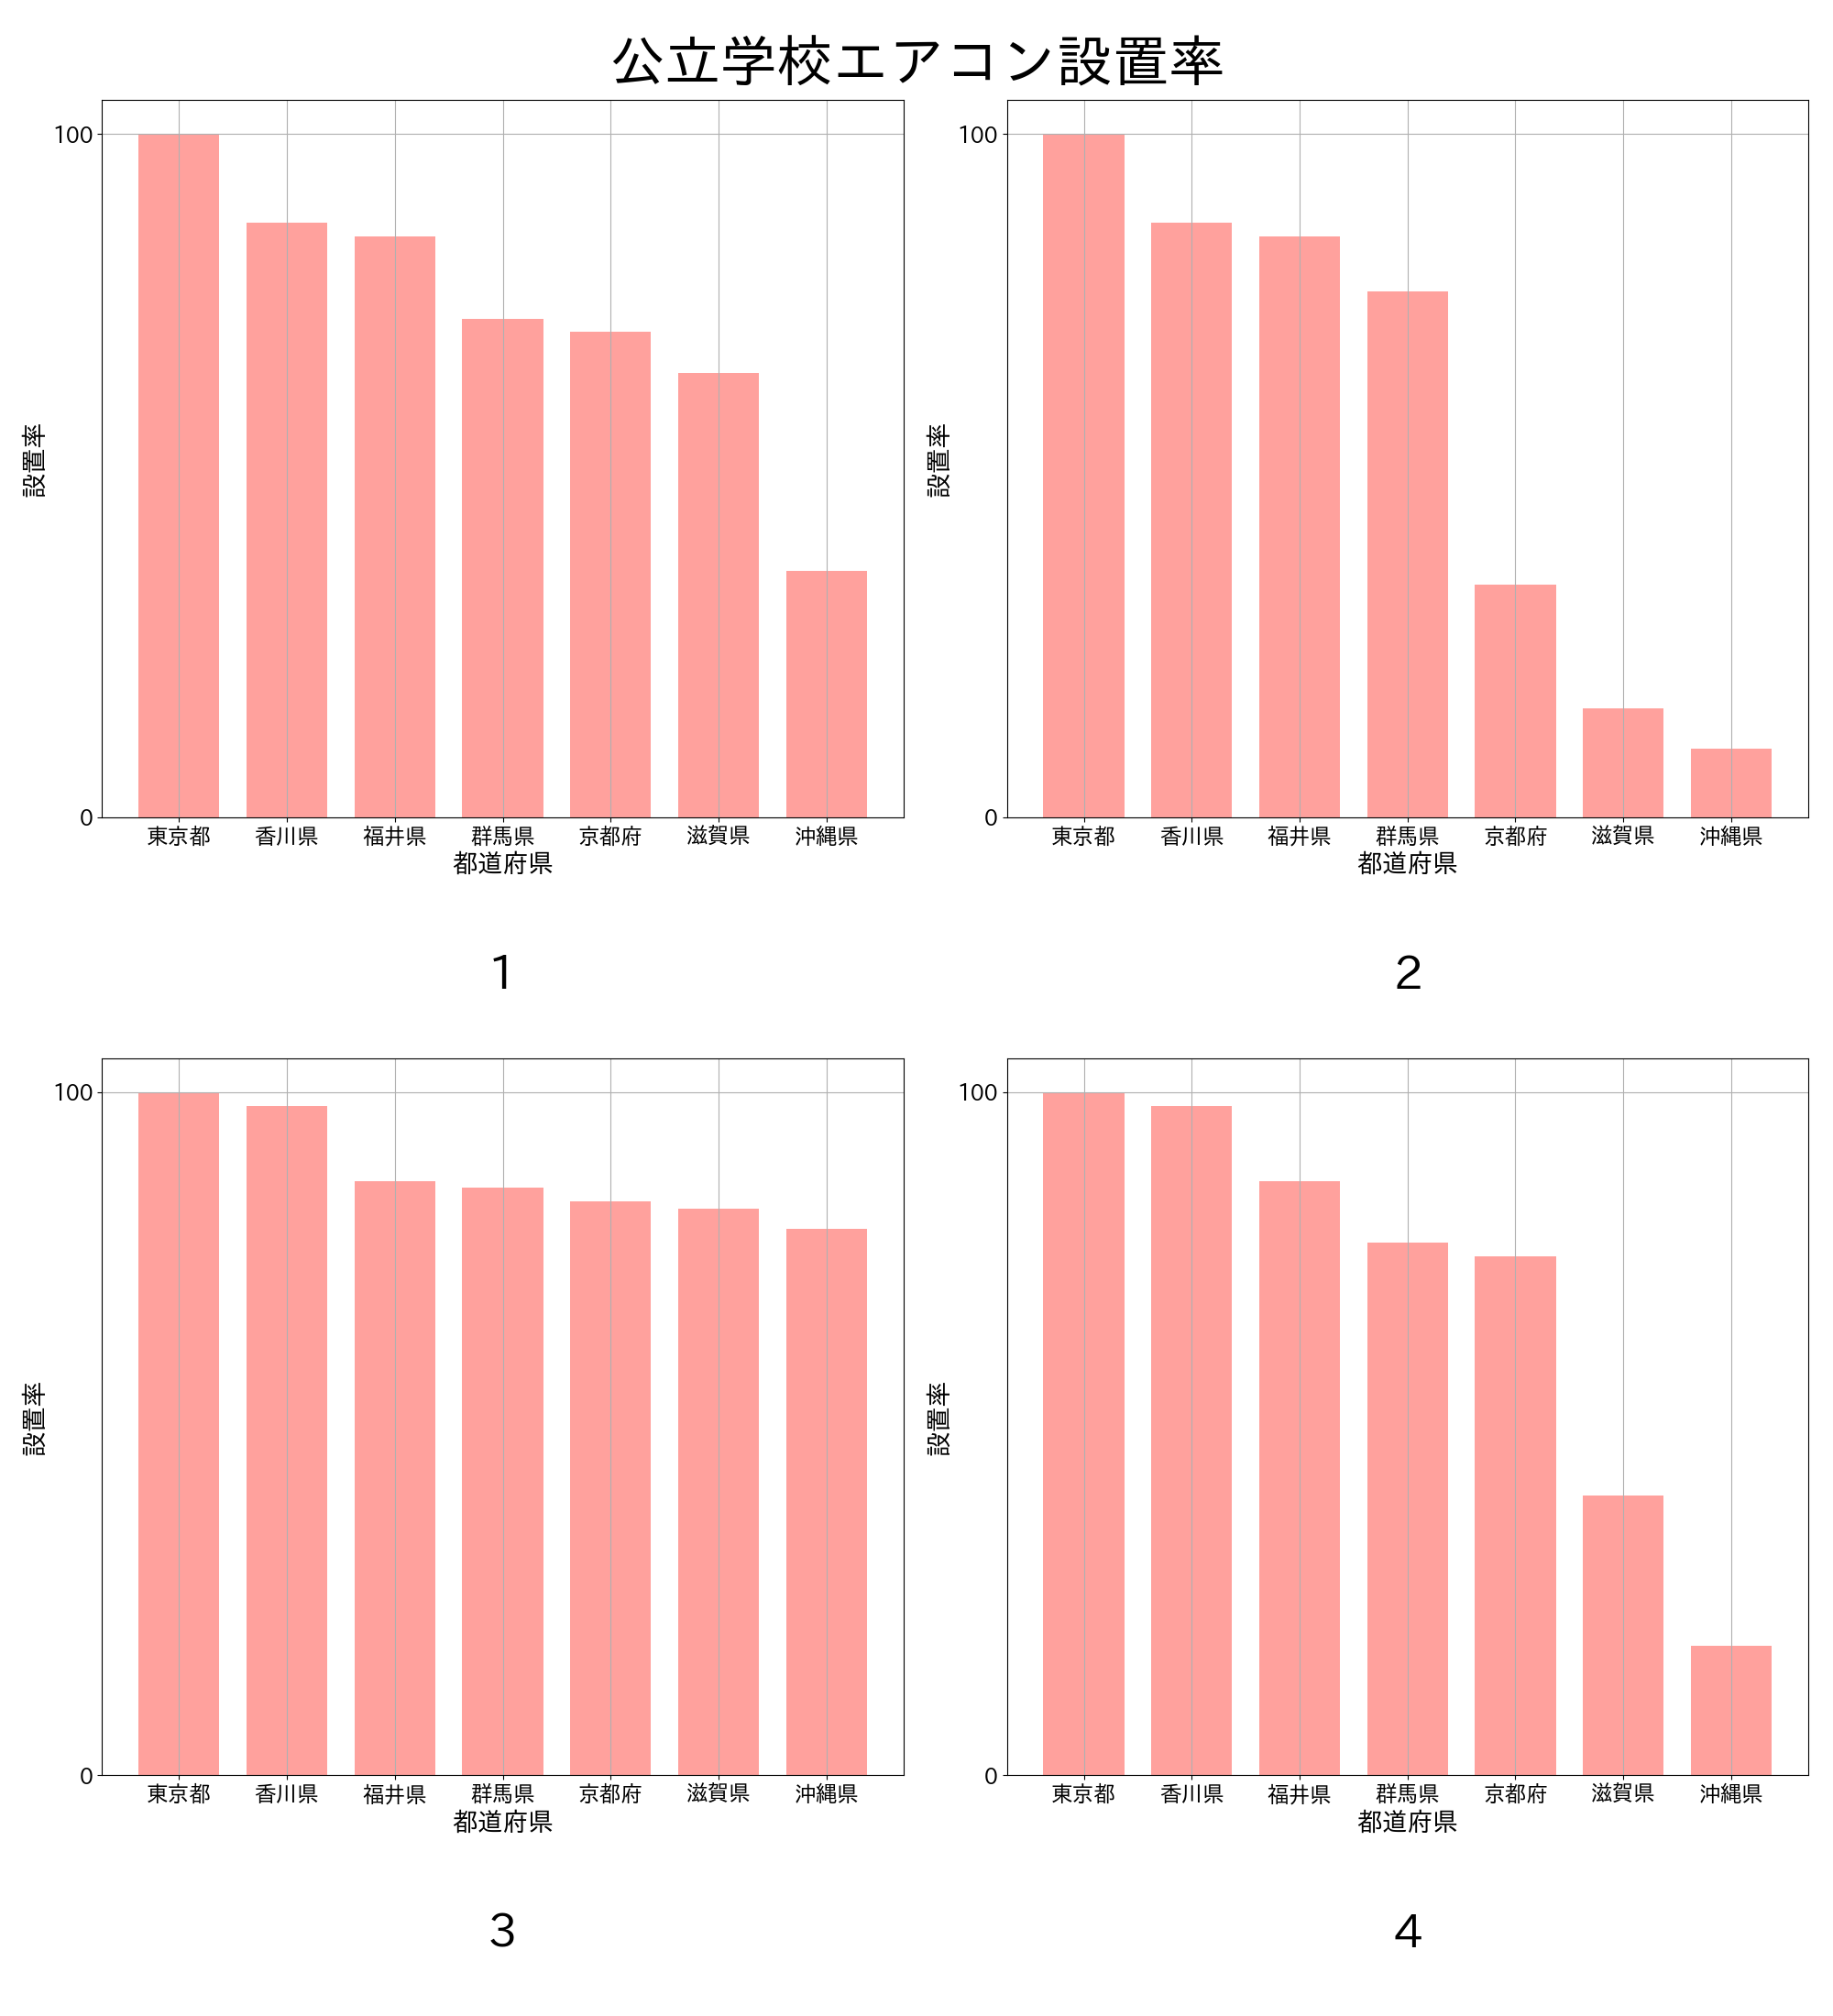 公立学校エアコン設置率
100
0
設置率
東京都 香川県 福井県 群馬県 京都府 滋賀県 沖縄県
都道府県
1
100
0
設置率
東京都 香川県 福井県 群馬県 京都府 滋賀県 沖縄県
都道府県
2
100
0
設置率
東京都 香川県 福井県 群馬県 京都府 滋賀県 沖縄県
都道府県
3
100
0
設置率
東京都 香川県 福井県 群馬県 京都府 滋賀県 沖縄県
都道府県
4